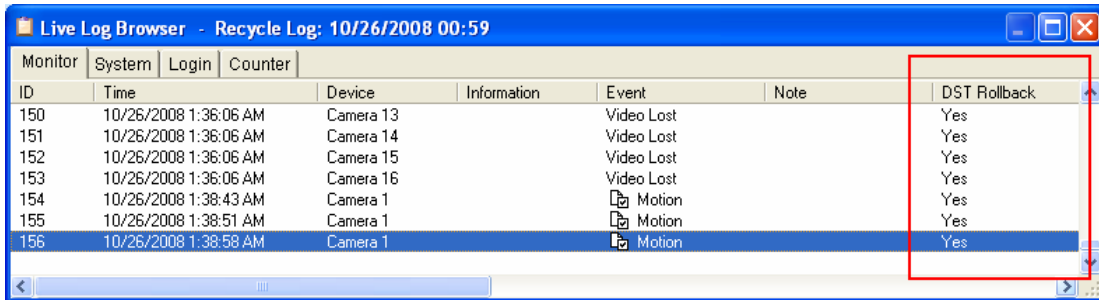 Live Log Browser - Recycle Log: 10/26/2008 00:59
Monitor System Login Counter
ID Time Device Information Event Note DST Rollback
150 10/26/2008 1:36:06 AM Camera 13 Video Lost Yes
151 10/26/2008 1:36:06 AM Camera 14 Video Lost Yes
152 10/26/2008 1:36:06 AM Camera 15 Video Lost Yes
153 10/26/2008 1:36:06 AM Camera 16 Video Lost Yes
154 10/26/2008 1:38:43 AM Camera 1 Motion Yes
155 10/26/2008 1:38:51 AM Camera 1 Motion Yes
156 10/26/2008 1:38:58 AM Camera 1 Motion Yes